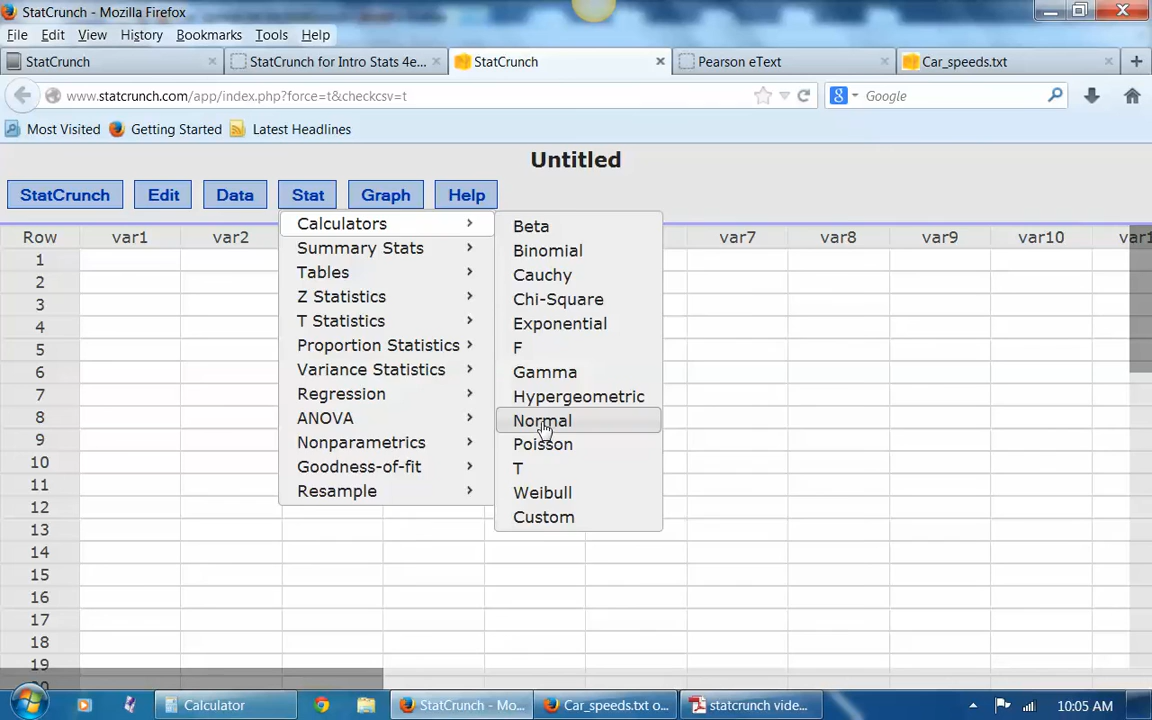 StatCrunch - Mozilla Firefox
File Edit View History Bookmarks Tools Help
StatCrunch StatCrunch for Intro Stats 4e... StatCrunch Pearson eText Car_speeds.txt
www.statcrunch.com/app/index.php?force=t&checkcsv=t Google
Most Visited Getting Started Latest Headlines
Untitled
StatCrunch Edit Data Stat Graph Help
Row var1 var2 var7 var8 var9 var10 var1
Calculators
Summary Stats
Tables
Z Statistics
T Statistics
Proportion Statistics
Variance Statistics
Regression
ANOVA
Nonparametrics
Goodness-of-fit
Resample
Beta
Binomial
Cauchy
Chi-Square
Exponential
F
Gamma
Hypergeometric
Normal
Poisson
T
Weibull
Custom
1
2
3
4
5
6
7
8
9
10
11
12
13
14
15
16
17
18
19
Calculator StatCrunch - Mo... Car_speeds.txt o... statcrunch vide... 10:05 AM